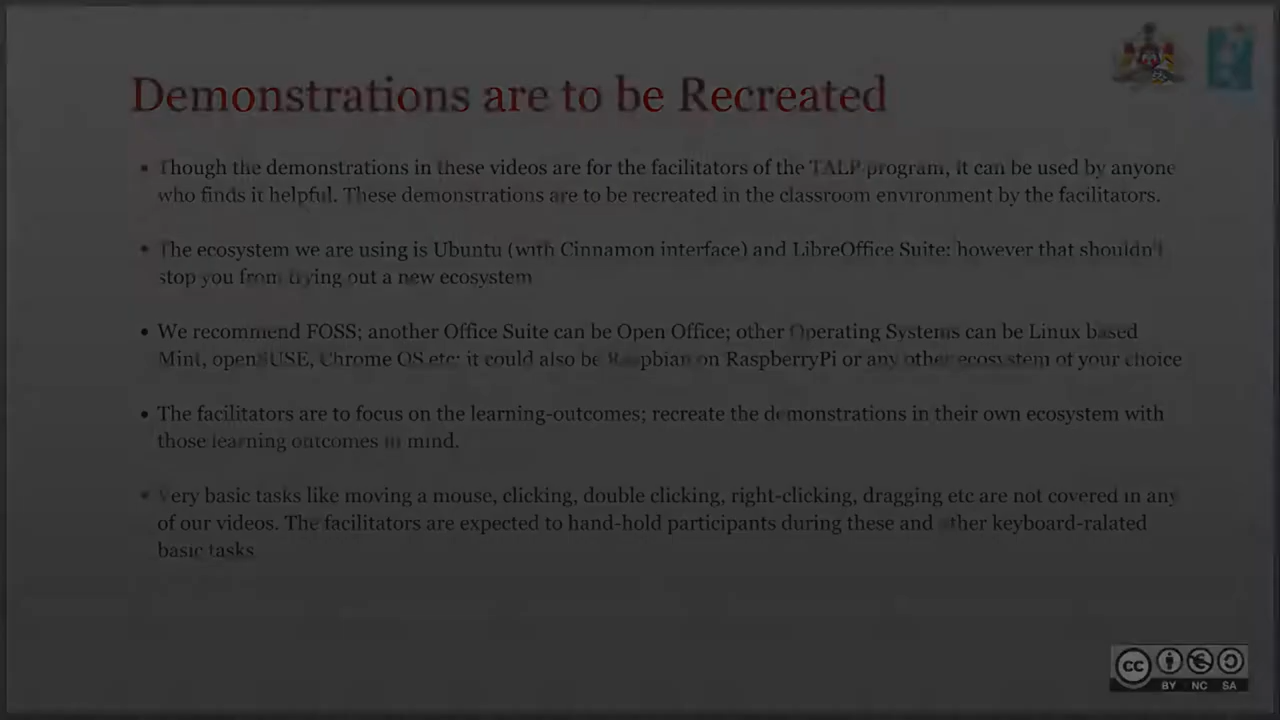 Demonstrations are to be Recreated
• Though the demonstrations in these videos are for the facilitators of the TALP program, it can be used by anyone
who finds it helpful. These demonstrations are to be recreated in the classroom environment by the facilitators.
• The ecosystem we are using is Ubuntu (with Cinnamon interface) and LibreOffice Suite: however that shouldn't
stop you from trying out a new ecosystem
• We recommend FOSS; another Office Suite can be Open Office; other Operating Systems can be Linux based
Mint, openSUSE, Chrome OS etc: it could also be Raspbian on RaspberryPi or any other ecosystem of your choice
• The facilitators are to focus on the learning-outcomes; recreate the demonstrations in their own ecosystem with
those learning outcomes in mind.
• Very basic tasks like moving a mouse, clicking, double clicking, right-clicking, dragging etc are not covered in any
of our videos. The facilitators are expected to hand-hold participants during these and other keyboard-ralated
basic tasks
cc
BY NC SA